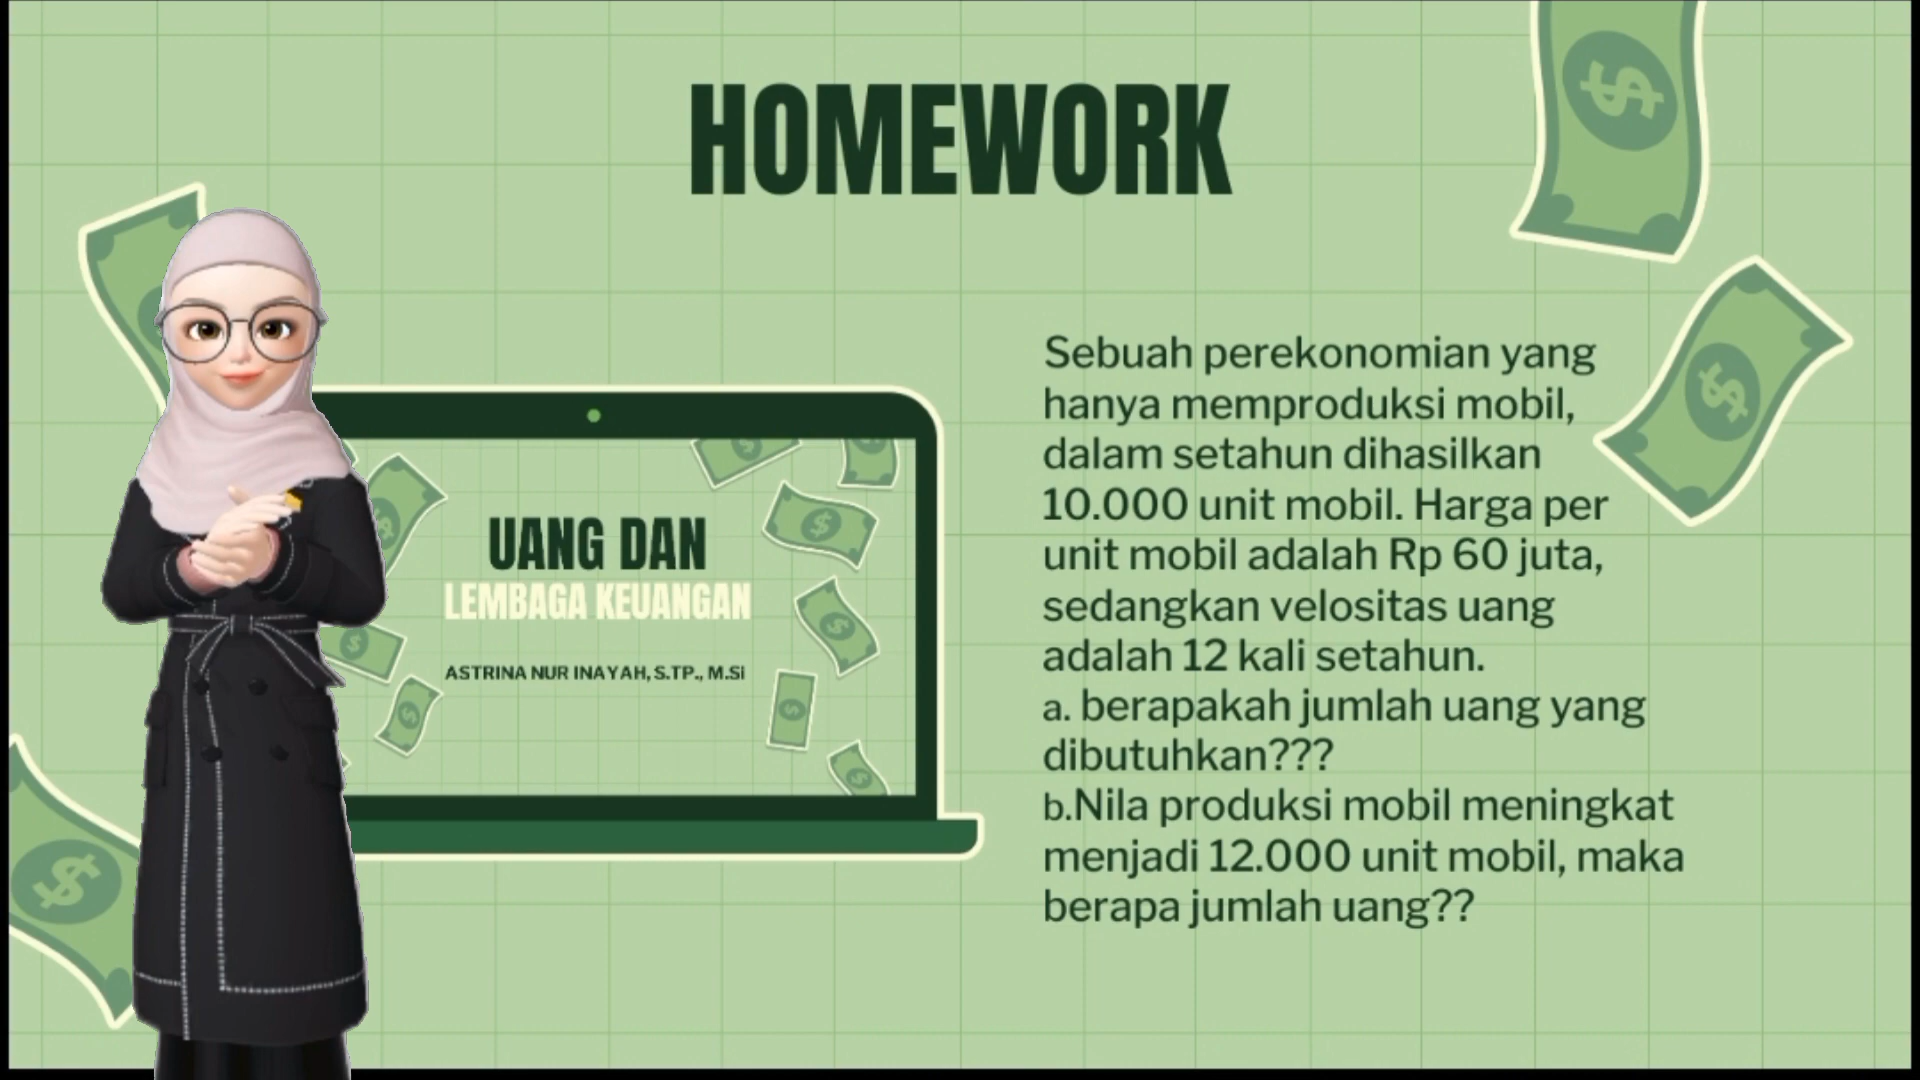 HOMEWORK
UANG DAN
LEMBAGA KEUANGAN
ASTRINA NUR INAYAH, S.TP., M.Si
Sebuah perekonomian yang
hanya memproduksi mobil,
dalam setahun dihasilkan
10.000 unit mobil. Harga per
unit mobil adalah Rp 60 juta,
sedangkan velositas uang
adalah 12 kali setahun.
a. berapakah jumlah uang yang
dibutuhkan???
b.Nila produksi mobil meningkat
menjadi 12.000 unit mobil, maka
berapa jumlah uang??